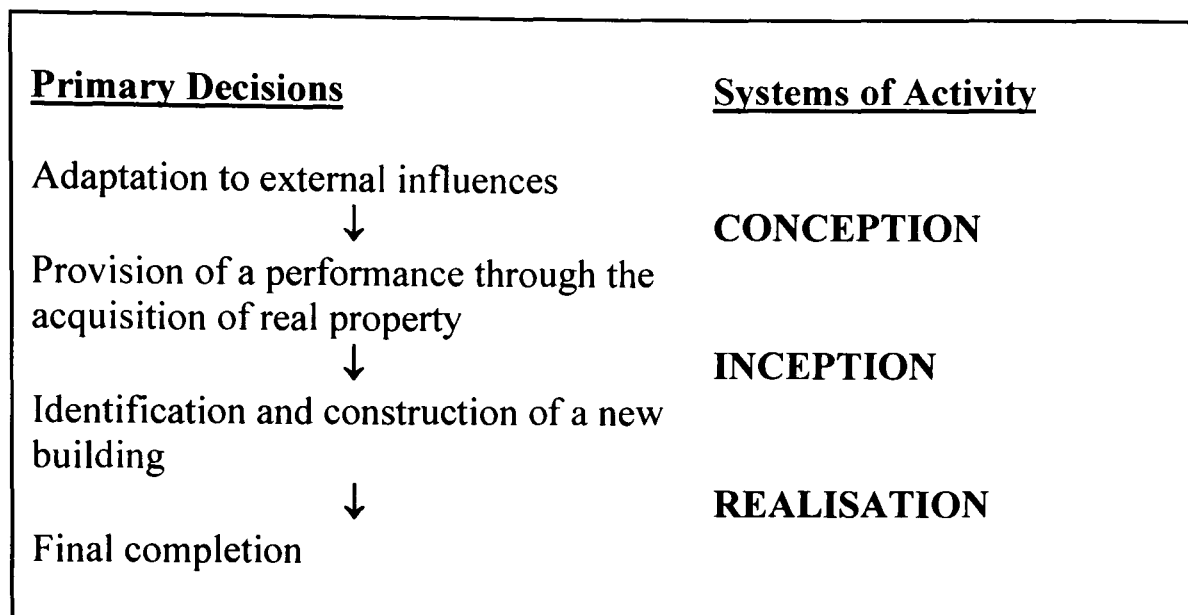 Primary Decisions
Systems of Activity
Adaptation to external influences
↓
CONCEPTION
Provision of a performance through the
acquisition of real property
↓
INCEPTION
Identification and construction of a new
building
↓
REALISATION
Final completion